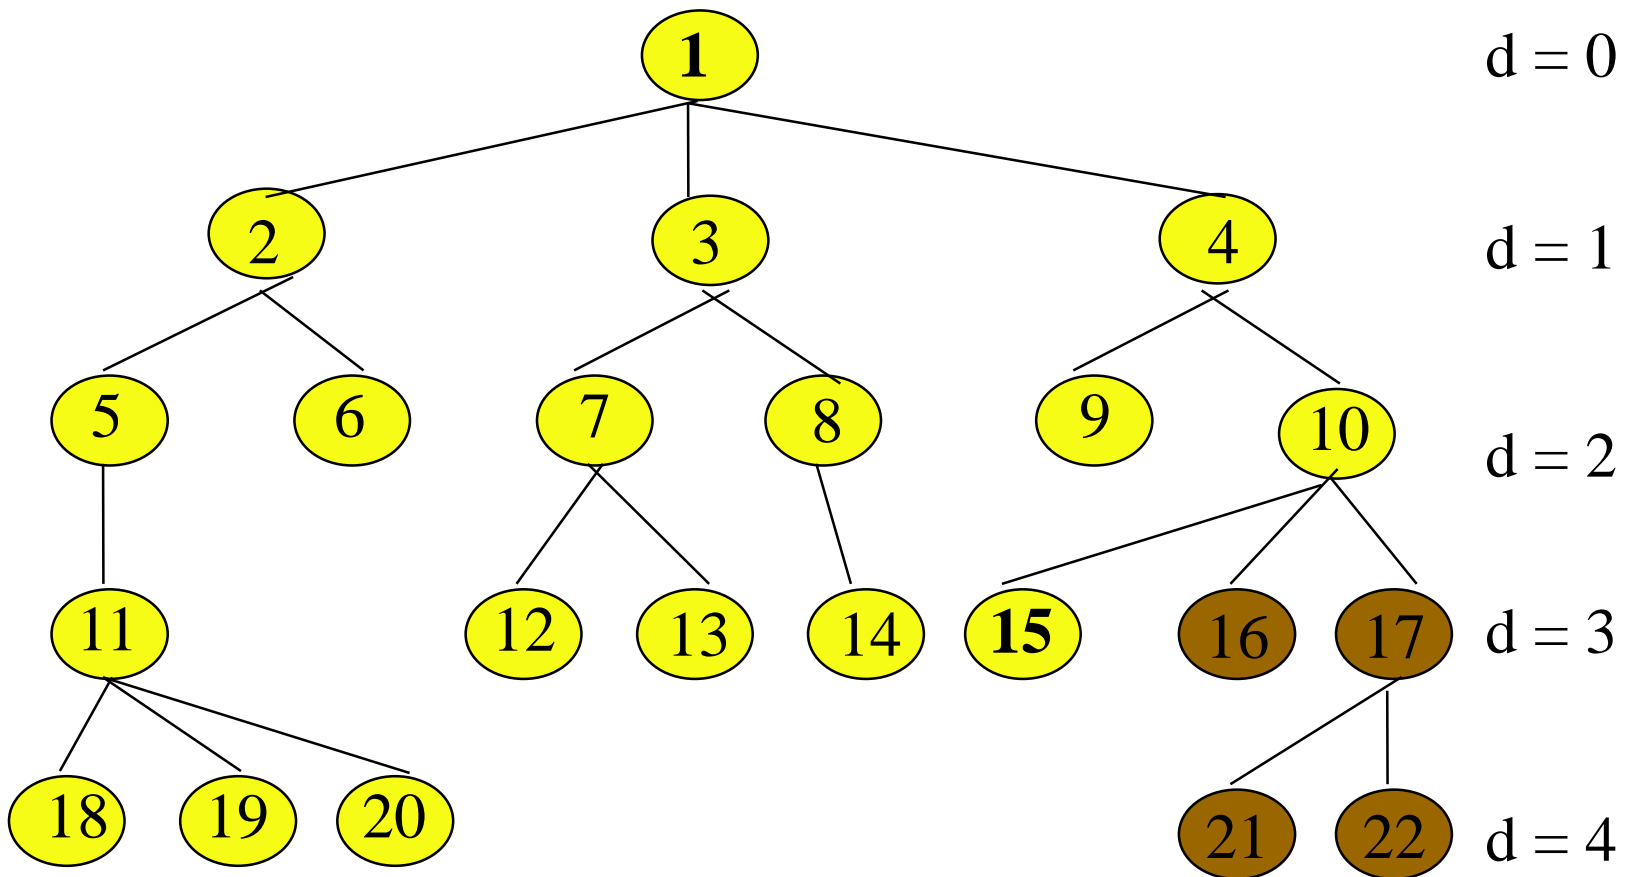 1 d = 0
2 3 4 d = 1
5 6 7 8 9 10 d = 2
11 12 13 14 15 16 17 d = 3
18 19 20 21 22 d = 4